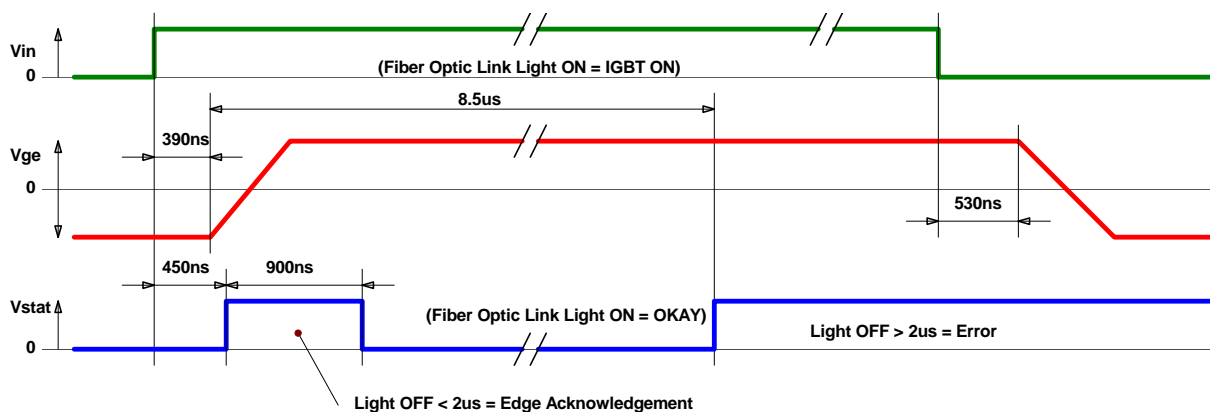 Vin
0
(Fiber Optic Link Light ON = IGBT ON)
8.5us
390ns
Vge
0
530ns
450ns
900ns
Vstat
0
(Fiber Optic Link Light ON = OKAY)
Light OFF > 2us = Error
Light OFF < 2us = Edge Acknowledgement